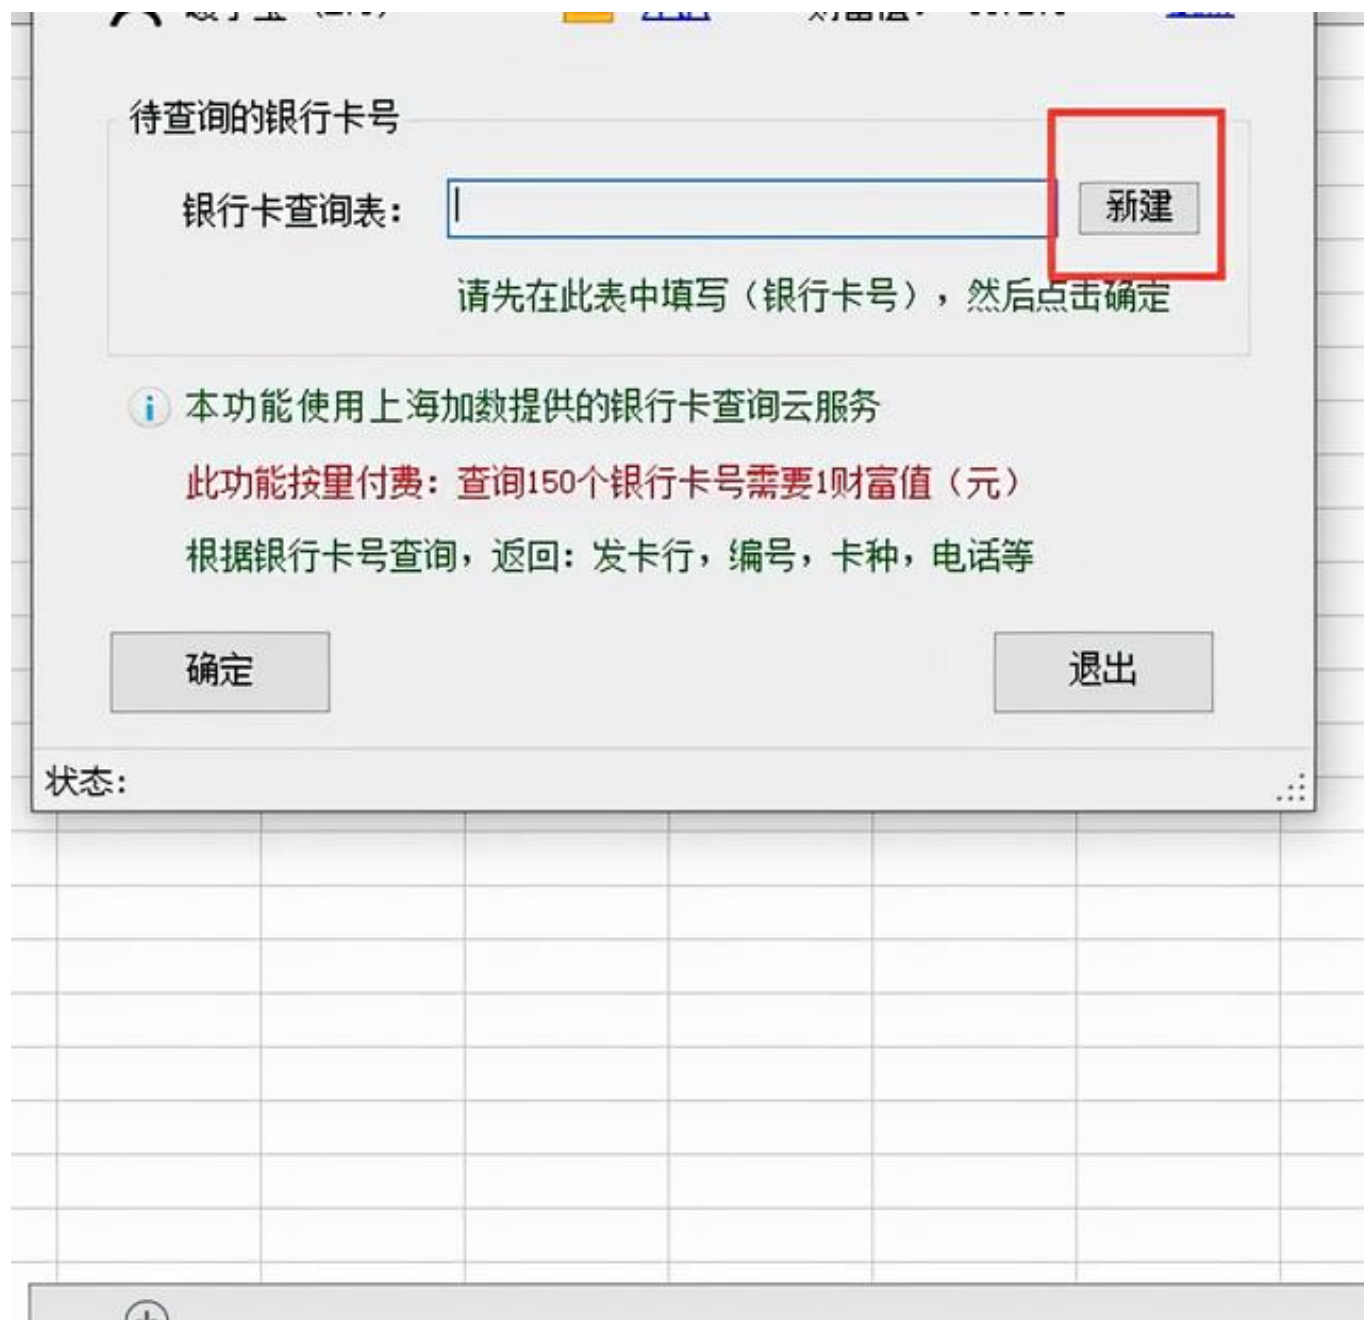 待查询的银行卡号
银行卡查询表： 新建
请先在此表中填写（银行卡号），然后点击确定
本功能使用上海加数提供的银行卡查询云服务
此功能按里付费：查询150个银行卡号需要1财富值（元）
根据银行卡号查询，返回：发卡行，编号，卡种，电话等
确定 退出
状态：